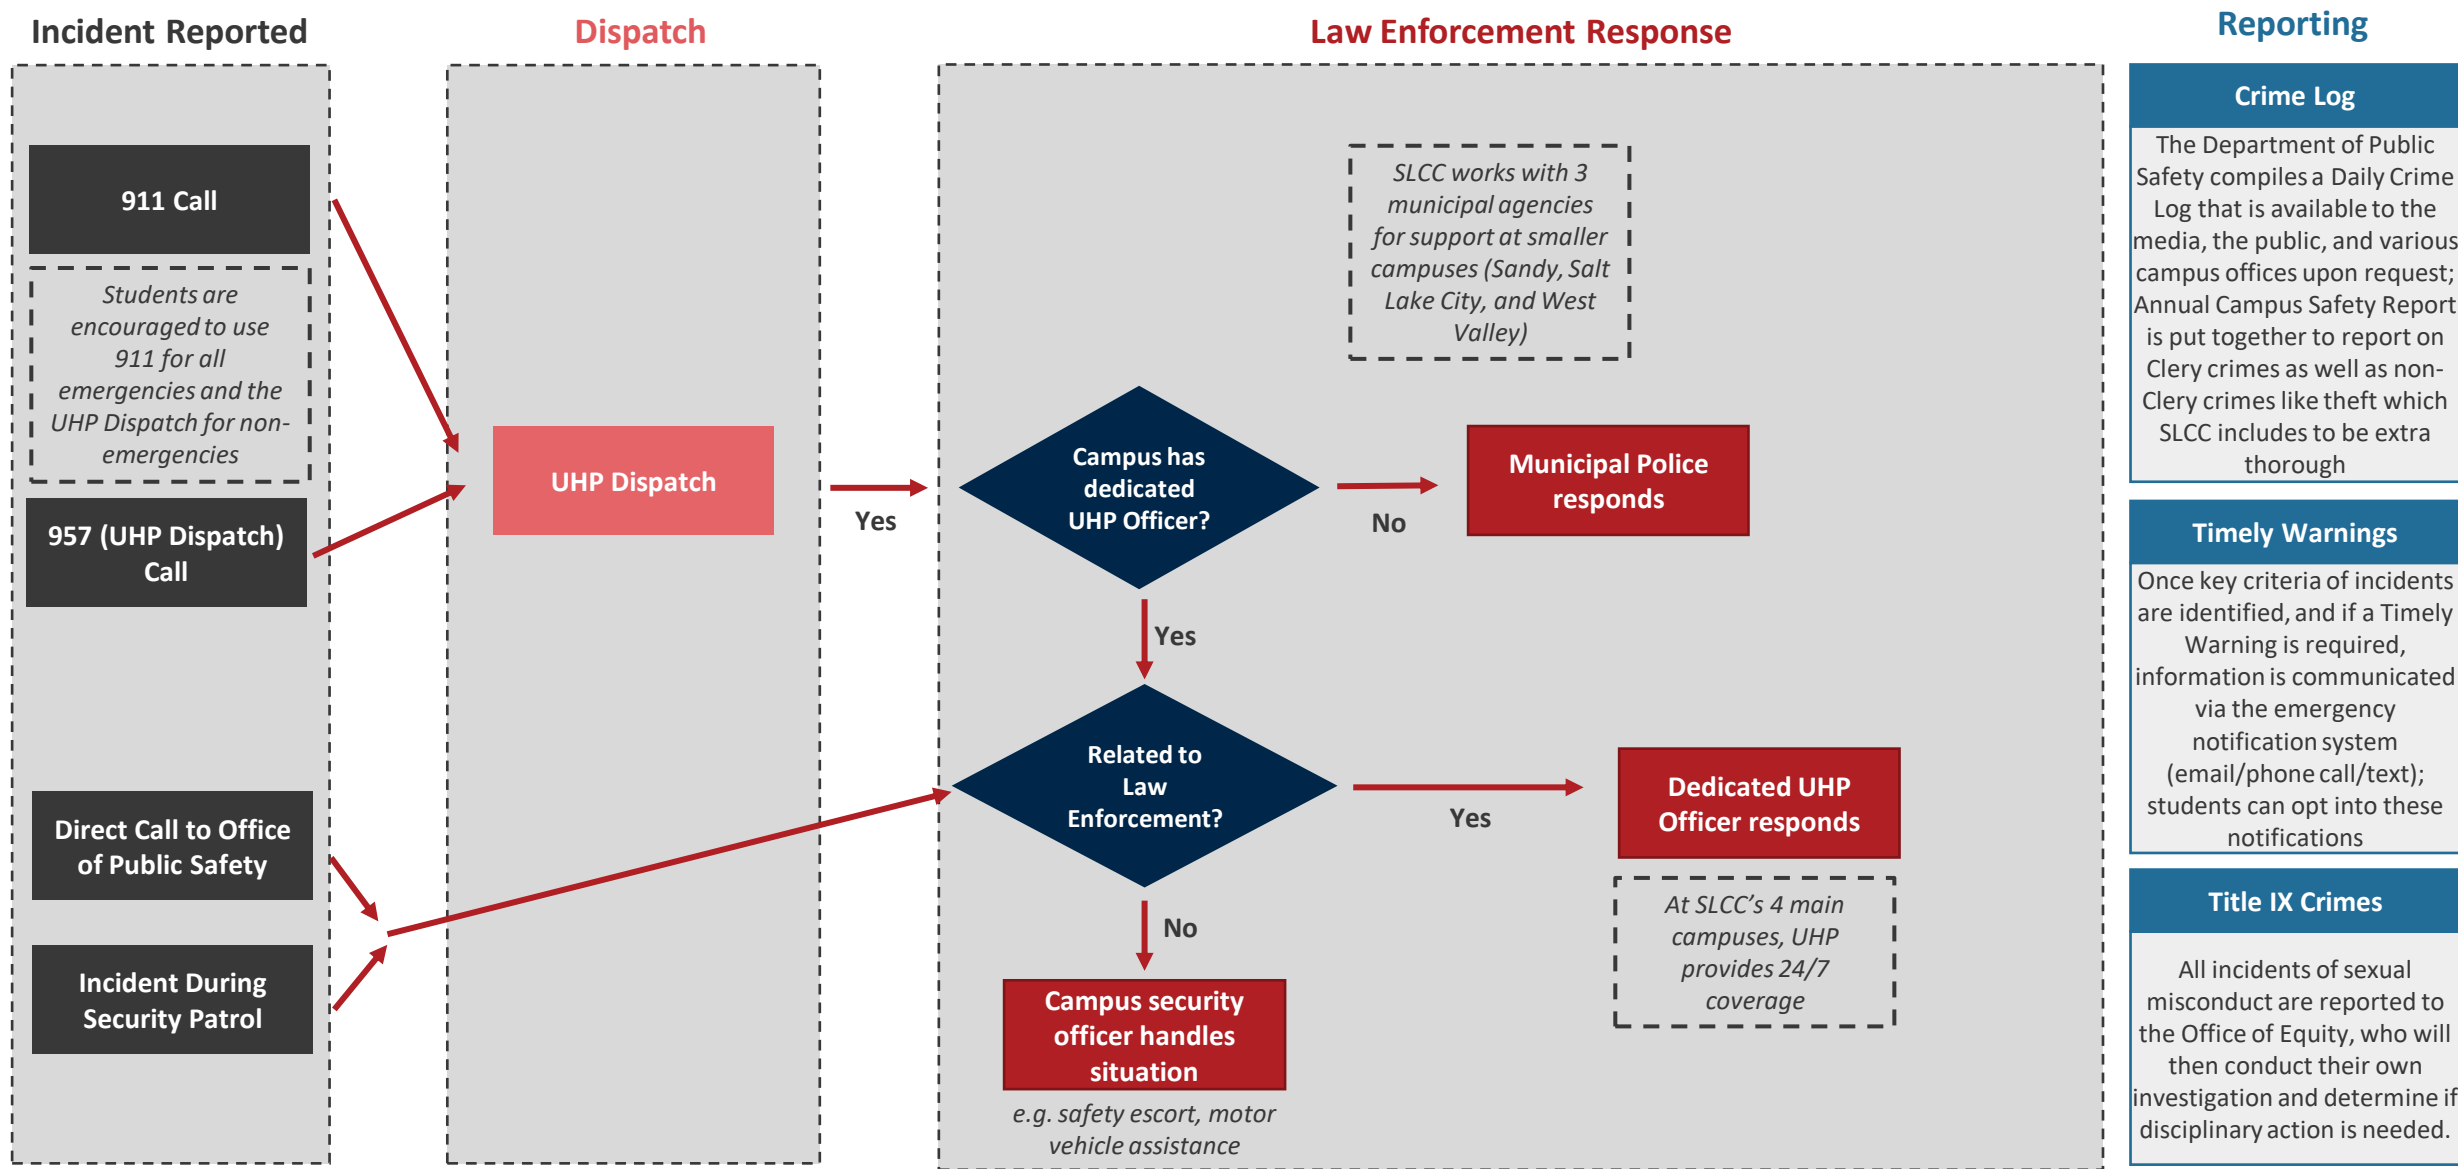 Incident Reported
911 Call
Students are
encouraged to use
911 for all
emergencies and the
UHP Dispatch for non-
emergencies
957 (UHP Dispatch)
Call
Direct Call to Office
of Public Safety
Incident During
Security Patrol
Dispatch
UHP Dispatch
Yes
Law Enforcement Response
SLCC works with 3
municipal agencies
for support at smaller
campuses (Sandy, Salt
Lake City, and West
Valley)
Campus has
dedicated
UHP Officer?
No
Municipal Police
responds
Yes
Related to
Law
Enforcement?
Yes
Dedicated UHP
Officer responds
At SLCC's 4 main
campuses, UHP
provides 24/7
coverage
No
Campus security
officer handles
situation
e.g. safety escort, motor
vehicle assistance
Reporting
Crime Log
The Department of Public
Safety compiles a Daily Crime
Log that is available to the
media, the public, and various
campus offices upon request;
Annual Campus Safety Report
is put together to report on
Clery crimes as well as non-
Clery crimes like theft which
SLCC includes to be extra
thorough
Timely Warnings
Once key criteria of incidents
are identified, and if a Timely
Warning is required,
information is communicated
via the emergency
notification system
(email/phone call/text);
students can opt into these
notifications
Title IX Crimes
All incidents of sexual
misconduct are reported to
the Office of Equity, who will
then conduct their own
investigation and determine if
disciplinary action is needed.